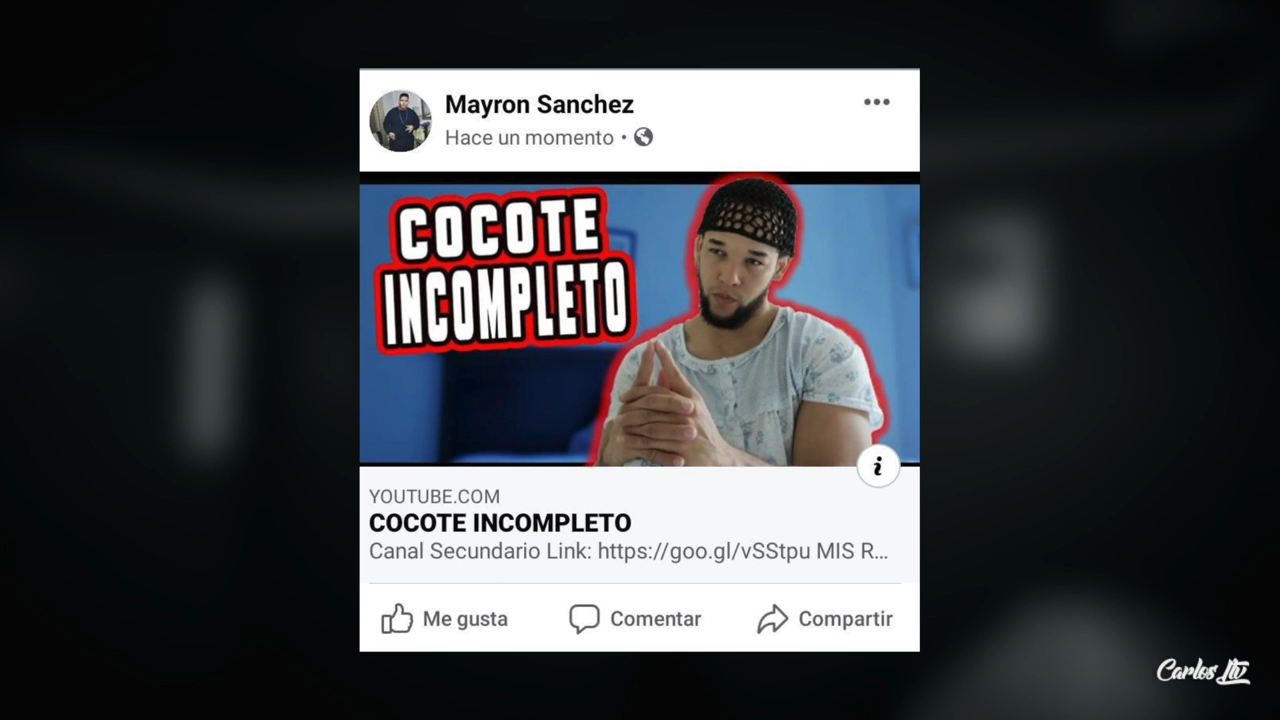 Mayron Sanchez
Hace un momento •
COCOTE
INCOMPLETO
YOUTUBE.COM
COCOTE INCOMPLETO
Canal Secundario Link: https://goo.gl/vSStpu MIS R...
Me gusta
Comentar
Compartir
Carlos Ltv